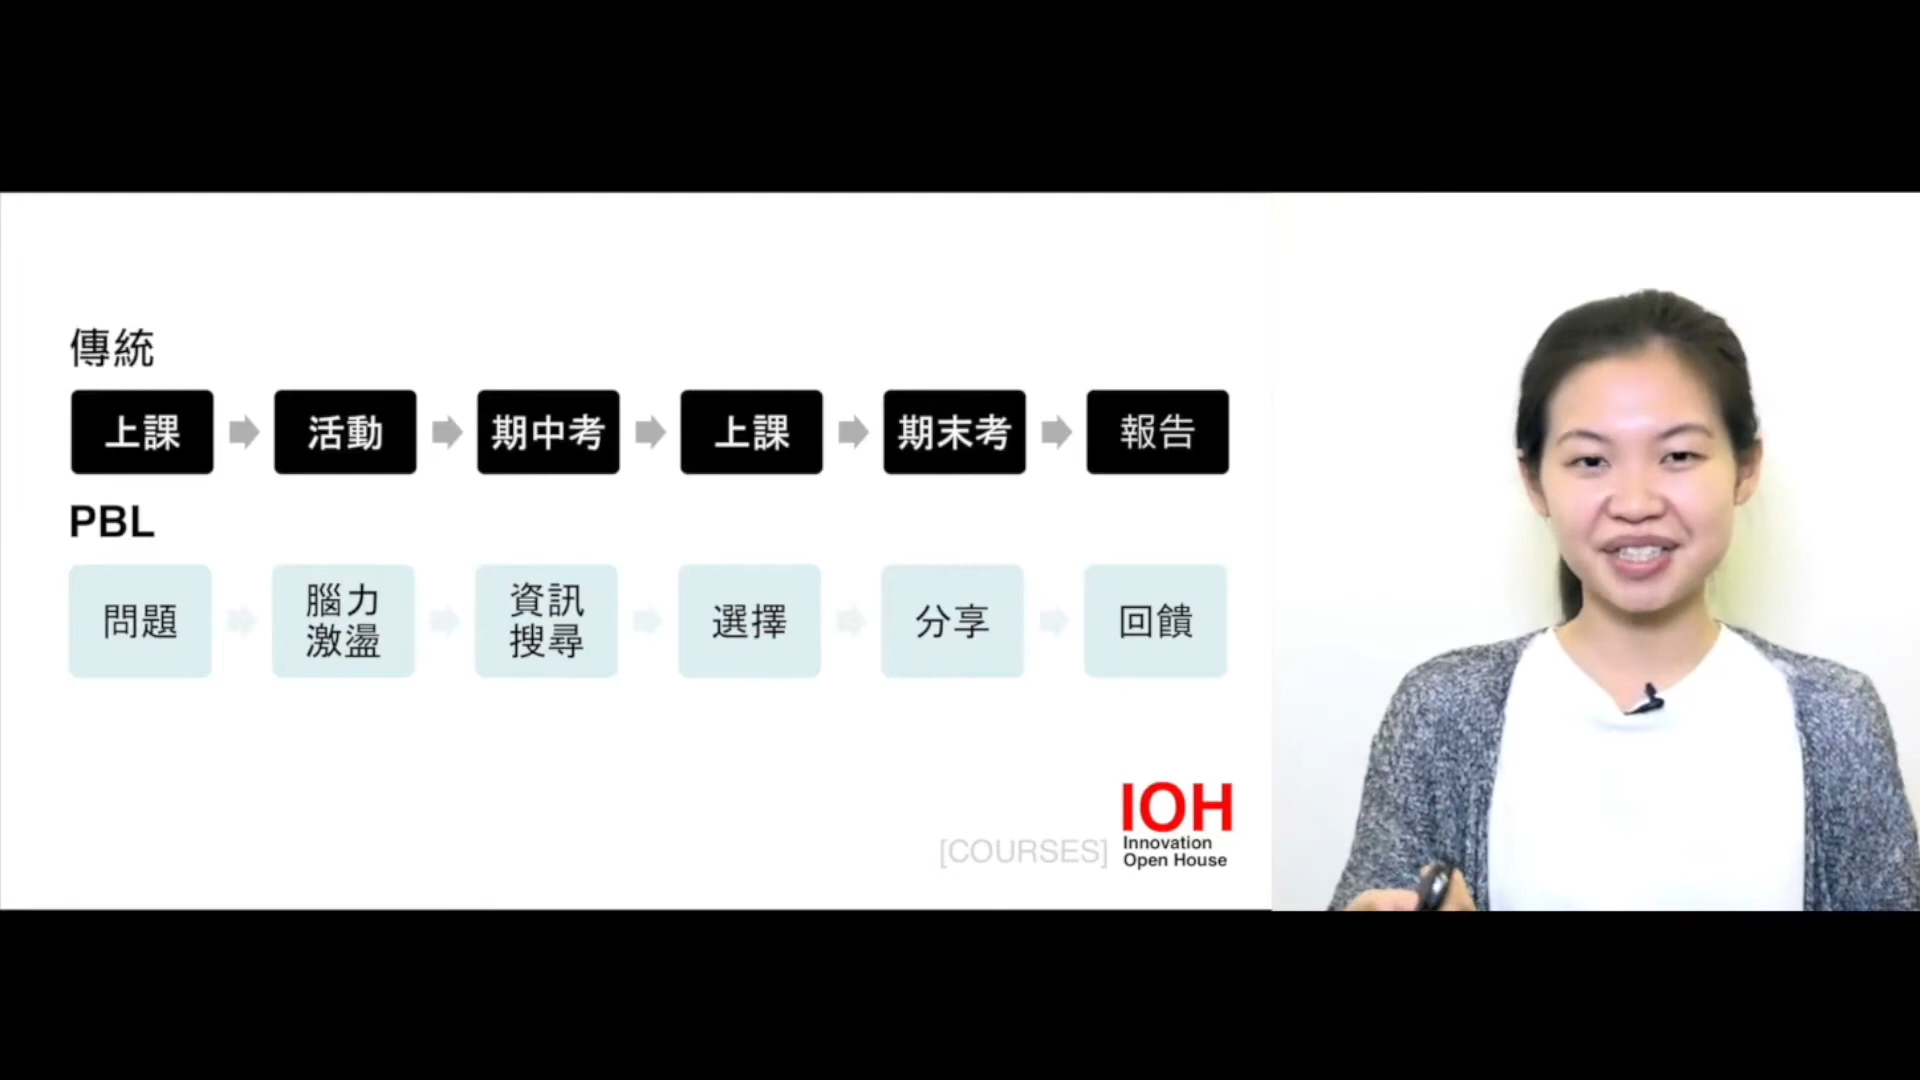 傳統
上課
活動
期中考
上課
期末考
報告
PBL
問題
腦力
激盪
資訊
搜尋
選擇
分享
回饋
[COURSES]
IOH
Innovation
Open House